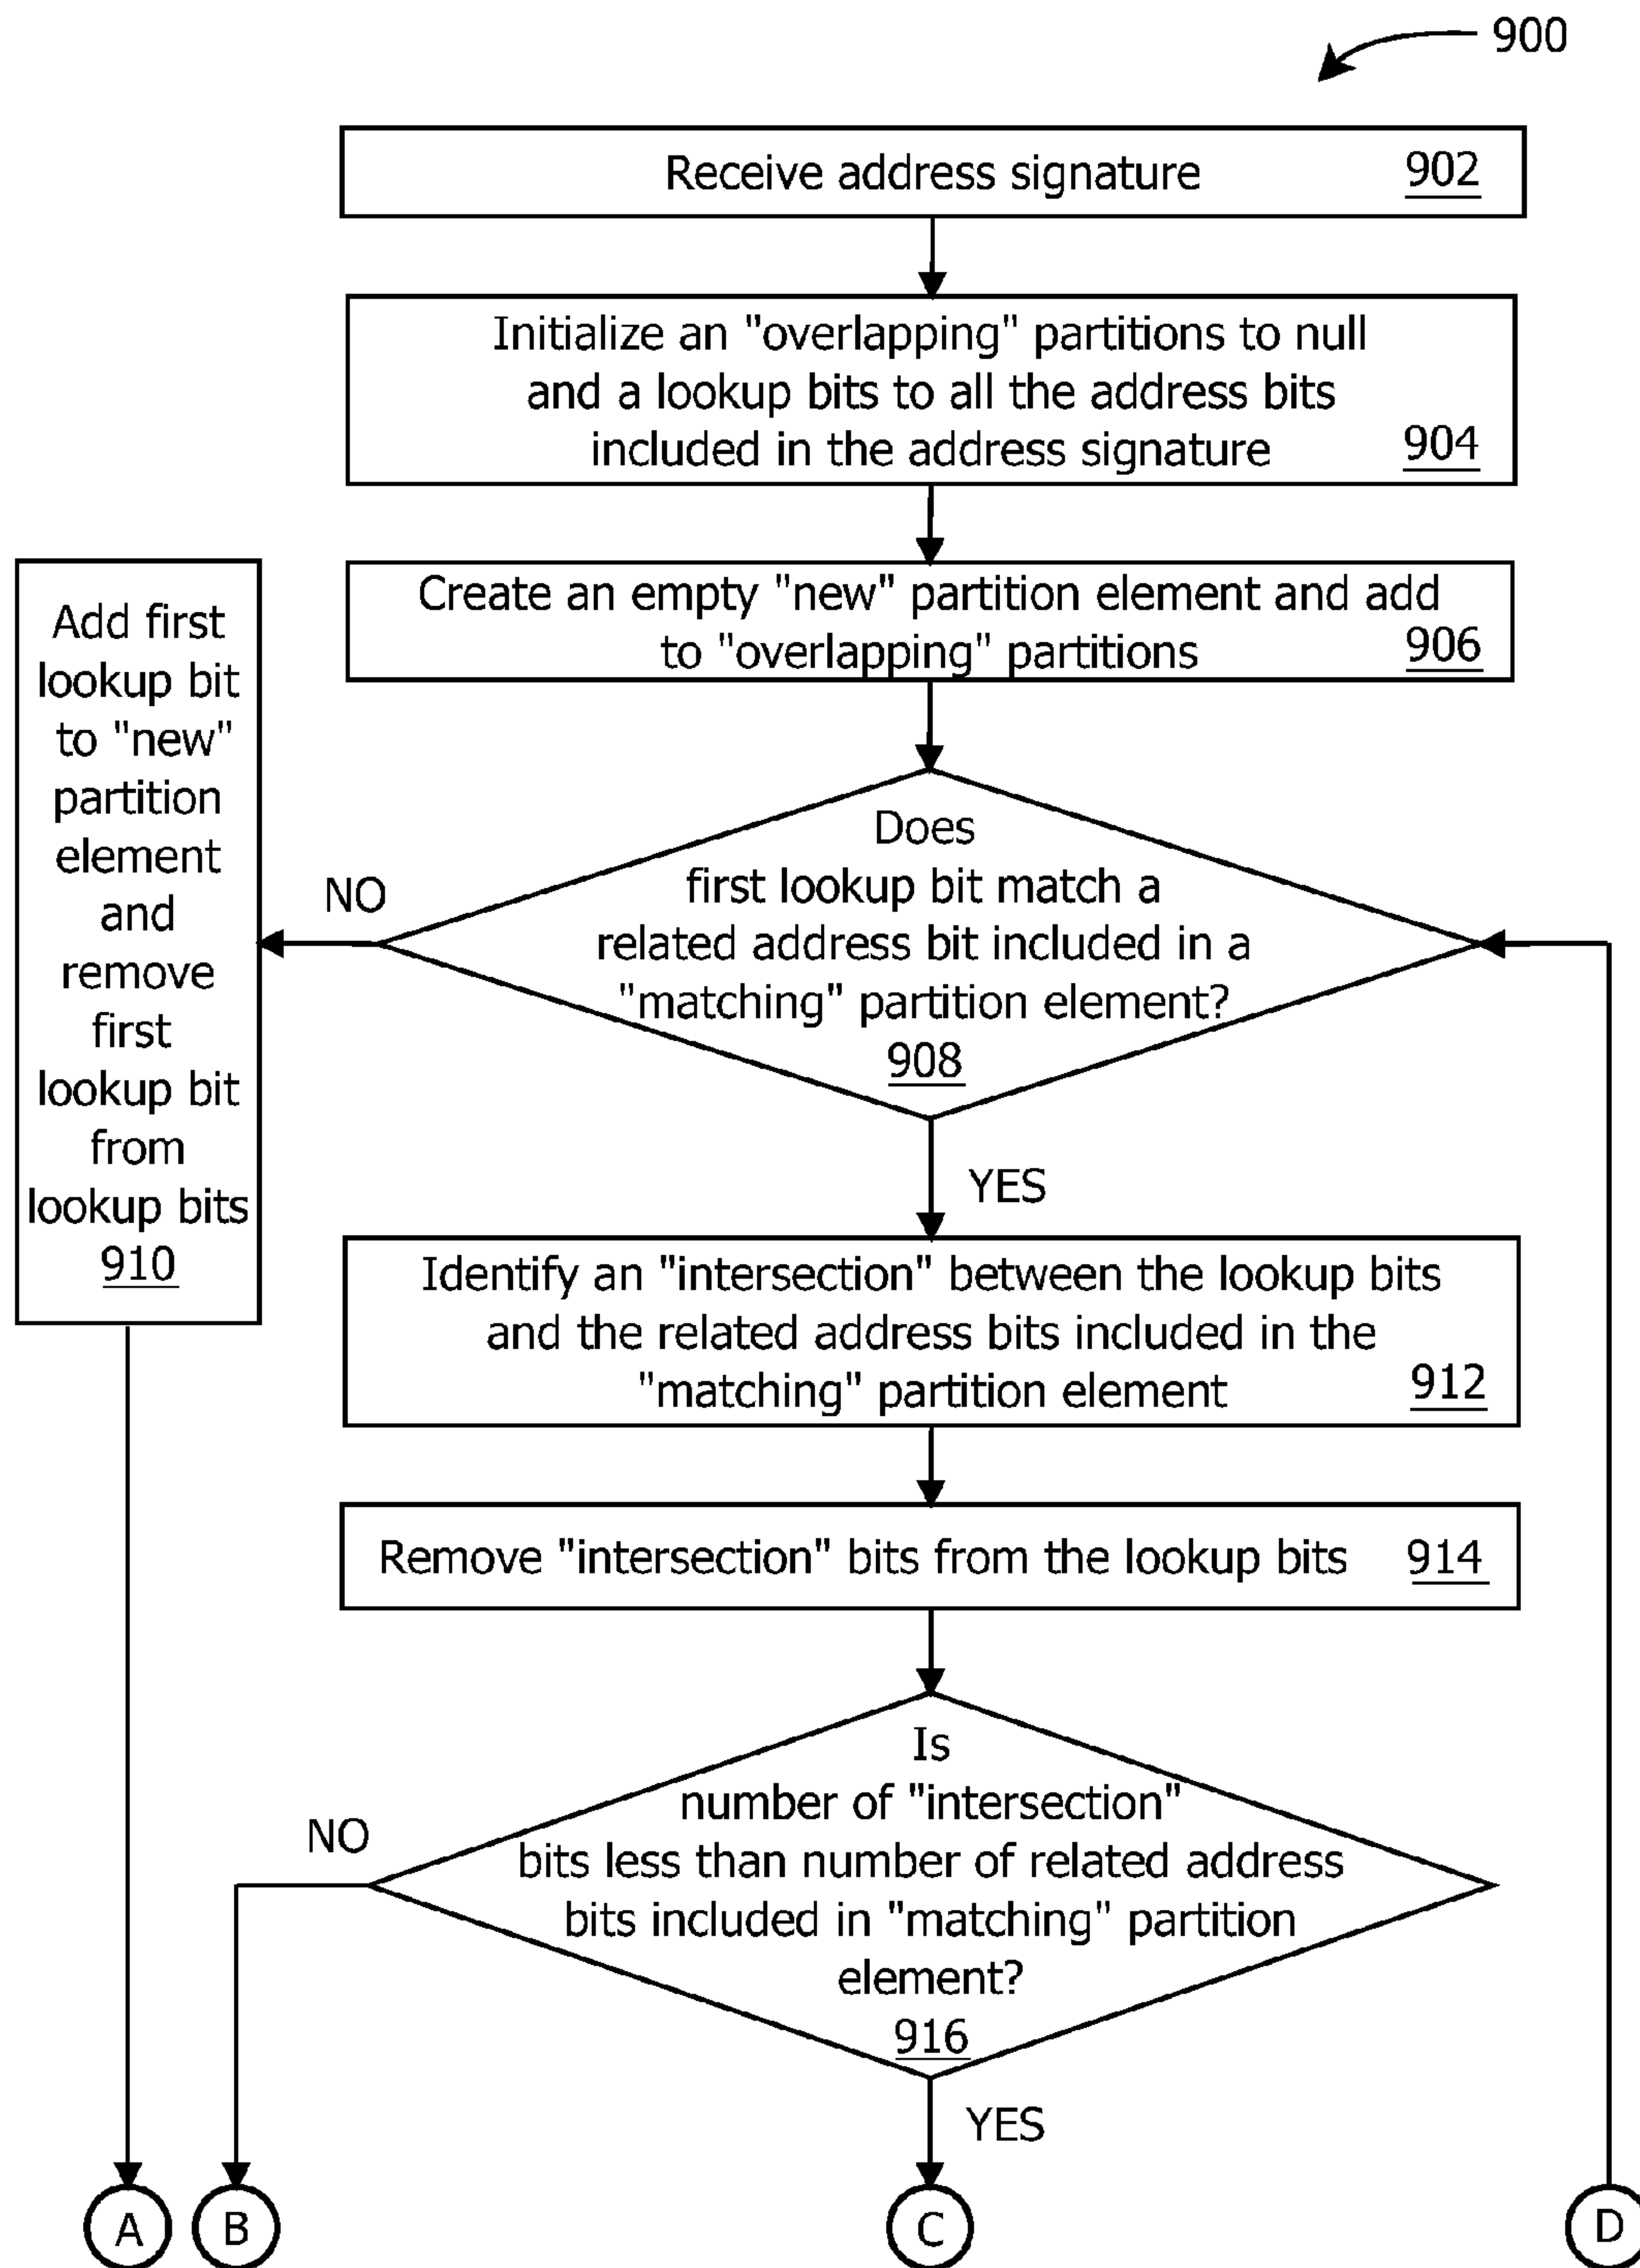 900
Receive address signature 902
Initialize an "overlapping" partitions to null
and a lookup bits to all the address bits
included in the address signature 904
Create an empty "new" partition element and add
to "overlapping" partitions 906
Does
first lookup bit match a
related address bit included in a
"matching" partition element?
908
NO
Add first
lookup bit
to "new"
partition
element
and
remove
first
lookup bit
from
lookup bits
910
YES
Identify an "intersection" between the lookup bits
and the related address bits included in the
"matching" partition element 912
Remove "intersection" bits from the lookup bits 914
Is
number of "intersection"
bits less than number of related address
bits included in "matching" partition
element?
916
NO
YES
A
B
C
D